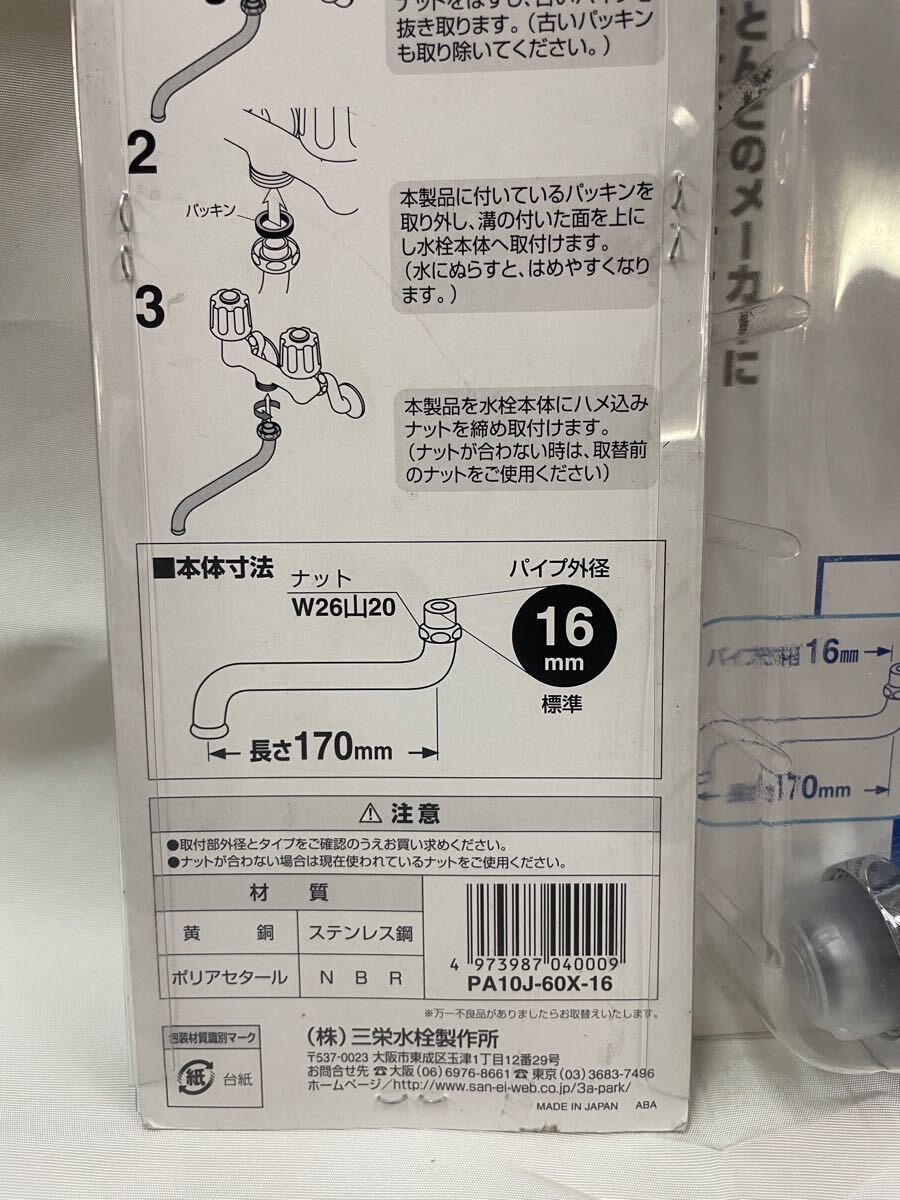 抜き取ります。（古いパッキン
も取り除いてください。）
2
パッキン
本製品に付いているパッキンを
取り外し、溝の付いた面を上に
し水栓本体へ取付けます。
（水にぬらすと、はめやすくなり
ます。）
3
本製品を水栓本体にハメ込み
ナットを締め取付けます。
（ナットが合わない時は、取替前
のナットをご使用ください）
■本体寸法
ナット
W26山20
パイプ外径
16
mm
標準
長さ170mm
⚠ 注意
●取付部外径とタイプをご確認のうえお買い求めください。
●ナットが合わない場合は現在使われているナットをご使用ください。
材 質
黄 銅 ステンレス鋼
ポリアセタール N B R
4 973987 040009
PA10J-60X-16
※万一不良品がありましたらお取替えいたします。
包装材質識別マーク
紙 台紙
（株）三栄水栓製作所
〒537-0023 大阪市東成区玉津1丁目12番29号
お問合せ先 ☎大阪(06)6976-8661 ☎東京(03)3683-7496
ホームページ/http://www.san-ei-web.co.jp/3a-park/
MADE IN JAPAN ABA
のメーカーに
16mm
170mm